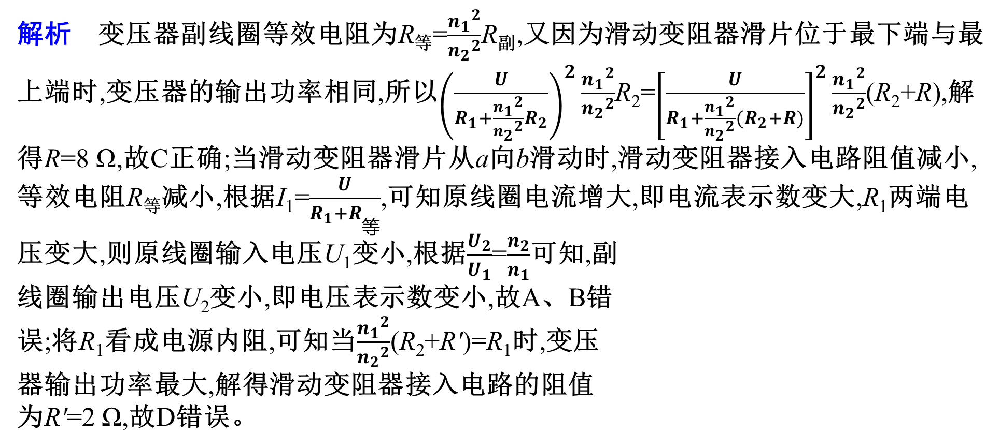 解析 变压器副线圈等效电阻为$R_{等}=\frac{n_1^2}{n_2^2}R_{副}$,又因为滑动变阻器滑片位于最下端与最
上端时,变压器的输出功率相同,所以$\left(\frac{U}{R_1+\frac{n_1^2}{n_2^2}R_2}\right)^2\frac{n_1^2}{n_2^2}R_2=\left[\frac{U}{R_1+\frac{n_1^2}{n_2^2}(R_2+R)}\right]^2\frac{n_1^2}{n_2^2}(R_2+R)$,解
得$R$=8 Ω,故C正确;当滑动变阻器滑片从$a$向$b$滑动时,滑动变阻器接入电路阻值减小,
等效电阻$R_{等}$减小,根据$I_1=\frac{U}{R_1+R_{等}}$,可知原线圈电流增大,即电流表示数变大,$R_1$两端电
压变大,则原线圈输入电压$U_1$变小,根据$\frac{U_2}{U_1}=\frac{n_2}{n_1}$可知,副
线圈输出电压$U_2$变小,即电压表示数变小,故A、B错
误;将$R_1$看成电源内阻,可知当$\frac{n_1^2}{n_2^2}(R_2+R')=R_1$时,变压
器输出功率最大,解得滑动变阻器接入电路的阻值
为$R'$=2 Ω,故D错误。